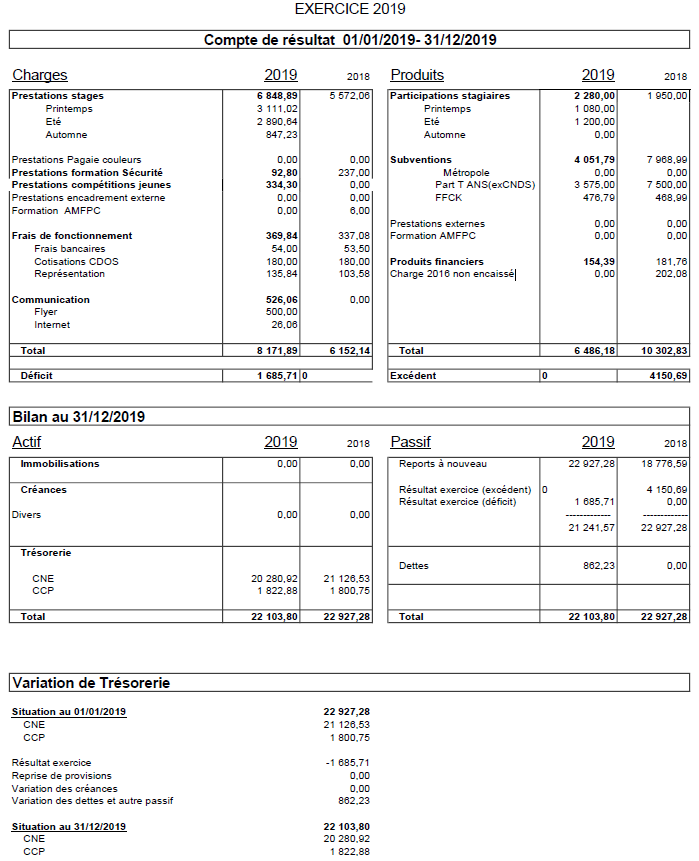 EXERCICE 2019
Compte de résultat 01/01/2019- 31/12/2019
Charges 2019 2018 Produits 2019 2018
Prestations stages 6 848,89 5 572,06 Participations stagiaires 2 280,00 1 950,00
Printemps 3 111,02 Printemps 1 080,00
Eté 2 890,64 Eté 1 200,00
Automne 847,23 Automne 0,00
Prestations Pagaie couleurs 0,00 0,00 Subventions 4 051,79 7 968,99
Prestations formation Sécurité 92,80 237,00 Métropole
Prestations compétitions jeunes 334,30 0,00 Part T ANS(exCNDS) 3 575,00 7 500,00
Prestations encadrement externe 0,00 0,00 FFCK 476,79 468,99
Formation AMFPC 0,00 6,00
Prestations externes 0,00 0,00
Frais de fonctionnement 369,84 337,08 Formation AMFPC 0,00 0,00
Frais bancaires 54,00 53,50
Cotisations CDOS 180,00 180,00 Produits financiers 154,39 181,76
Représentation 135,84 103,58 Charge 2016 non encaissé 0,00 202,08
Communication 526,06 0,00
Flyer 500,00
Internet 26,06
Total 8 171,89 6 152,14 Total 6 486,18 10 302,83
Déficit 1 685,71 0 Excédent 0 4150,69
Bilan au 31/12/2019
Actif 2019 2018 Passif 2019 2018
Immobilisations 0,00 0,00 Reports à nouveau 22 927,28 18 776,59
Créances Résultat exercice (excédent) 0 4 150,69
Résultat exercice (déficit) 1 685,71 0,00
Divers 0,00 0,00 ------------- -------------
21 241,57 22 927,28
Trésorerie
Dettes 862,23 0,00
CNE 20 280,92 21 126,53
CCP 1 822,88 1 800,75
Total 22 103,80 22 927,28 Total 22 103,80 22 927,28
Variation de Trésorerie
Situation au 01/01/2019 22 927,28
CNE 21 126,53
CCP 1 800,75
Résultat exercice -1 685,71
Reprise de provisions 0,00
Variation des créances 0,00
Variation des dettes et autre passif 862,23
Situation au 31/12/2019 22 103,80
CNE 20 280,92
CCP 1 822,88